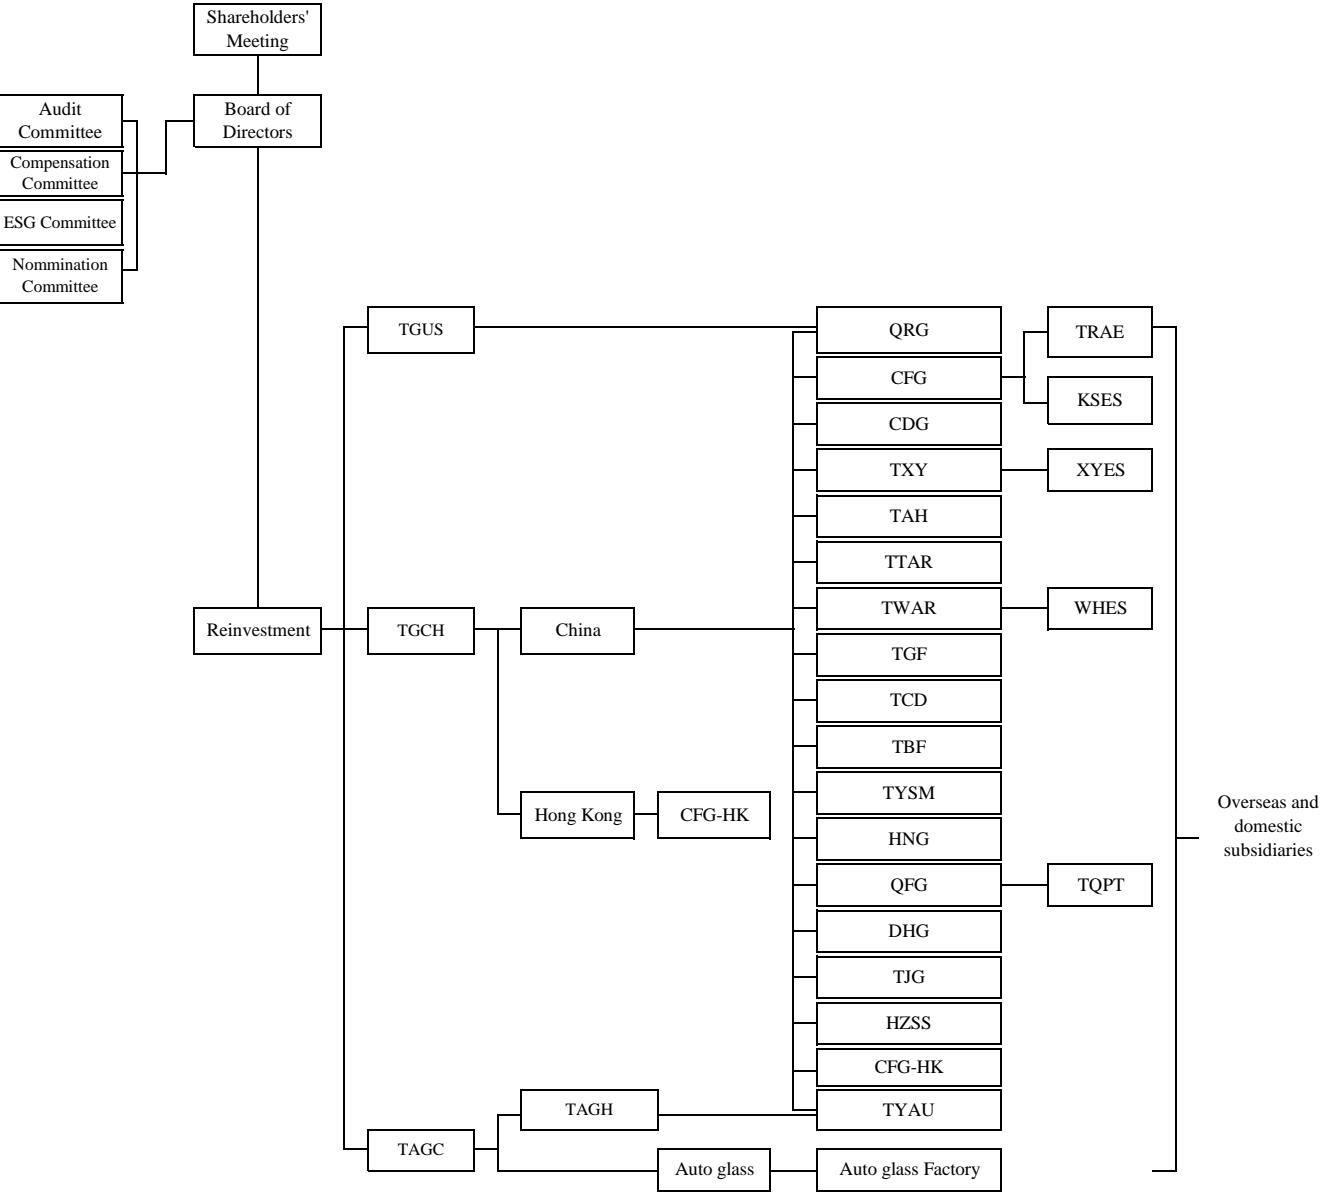 Shareholders'
Meeting
Audit
Committee
Board of
Directors
Compensation
Committee
ESG Committee
Nommination
Committee
TGUS
QRG
TRAE
CFG
KSES
CDG
TXY
XYES
TAH
TTAR
TWAR
WHES
Reinvestment
TGCH
China
TGF
TCD
TBF
TYSM
Hong Kong
CFG-HK
HNG
Overseas and
domestic
subsidiaries
QFG
TQPT
DHG
TJG
HZSS
CFG-HK
TAGH
TYAU
TAGC
Auto glass
Auto glass Factory